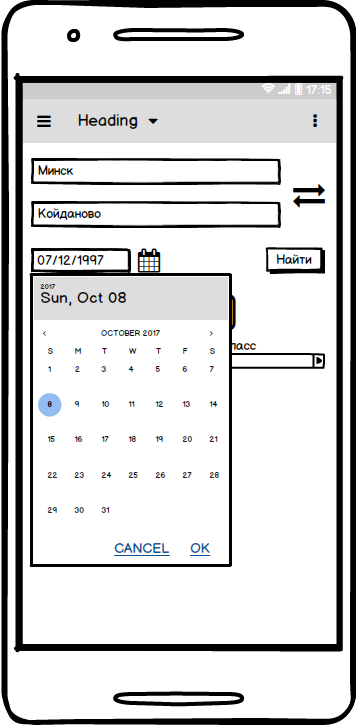 17:15
Heading
Минск
Койданово
07/12/1997
Найти
2017
Sun, Oct 08
ласс
OCTOBER 2017
S M T W T F S
1 2 3 4 5 6 7
8 9 10 11 12 13 14
15 16 17 18 19 20 21
22 23 24 25 26 27 28
29 30 31
CANCEL OK